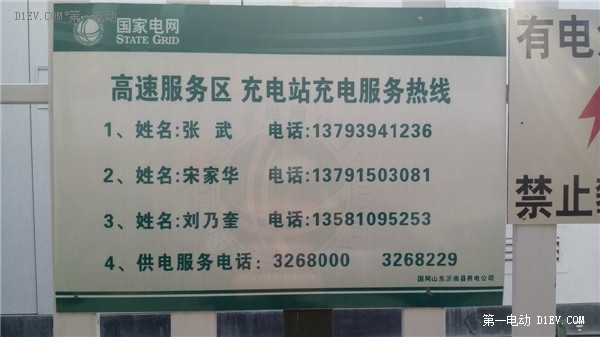 D1EV.COM 第一电动
国家电网
STATE GRID
高速服务区 充电站充电服务热线
1、姓名:张 武 电话:13793941236
2、姓名:宋家华 电话:13791503081
3、姓名:刘乃奎 电话:13581095253
4、供电服务电话: 3268000 3268229
国网山东沂南县供电公司
有电
禁止
第一电动 D1EV.COM